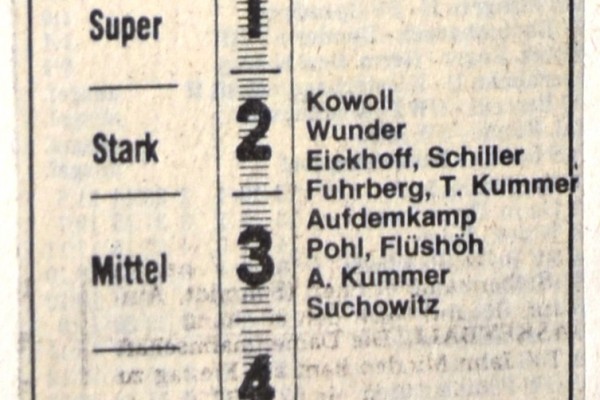 Super
1
2
Stark
Kowoll
Wunder
Eickhoff, Schiller
Fuhrberg, T. Kummer
Aufdemkamp
3
Mittel
Pohl, Flüshöh
A. Kummer
Suchowitz
4